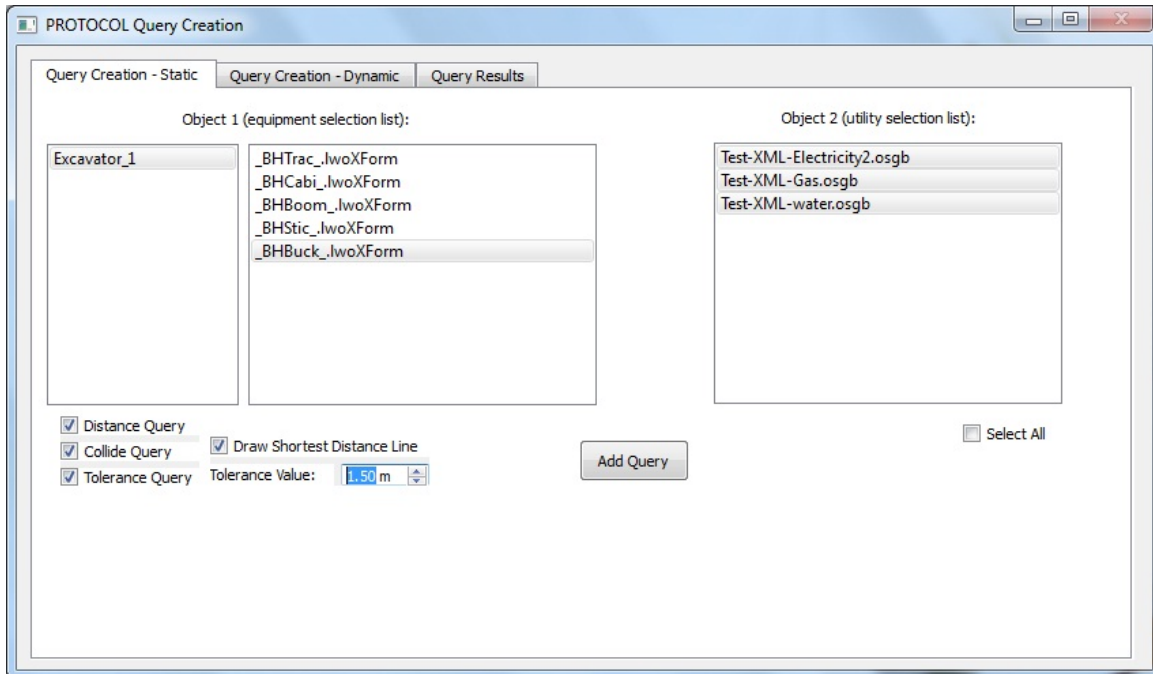 PROTOCOL Query Creation
Query Creation - Static
Query Creation - Dynamic
Query Results
Object 1 (equipment selection list):
Object 2 (utility selection list):
Excavator_1
_BHTrac_.lwoXForm
_BHCabi_.lwoXForm
_BHBoom_.lwoXForm
_BHStic_.lwoXForm
_BHBuck_.lwoXForm
Test-XML-Electricity2.osgb
Test-XML-Gas.osgb
Test-XML-water.osgb
Distance Query
Collide Query
Tolerance Query
Draw Shortest Distance Line
Tolerance Value: 1.50 m
Add Query
Select All